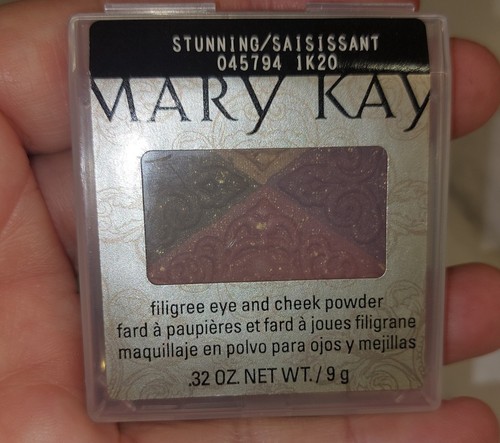 STUNNING/SAISISSANT
045794 1K20
MARY KAY
filigree eye and cheek powder
fard à paupières et fard à joues filigrane
maquillaje en polvo para ojos y mejillas
.32 OZ. NET WT. / 9 g